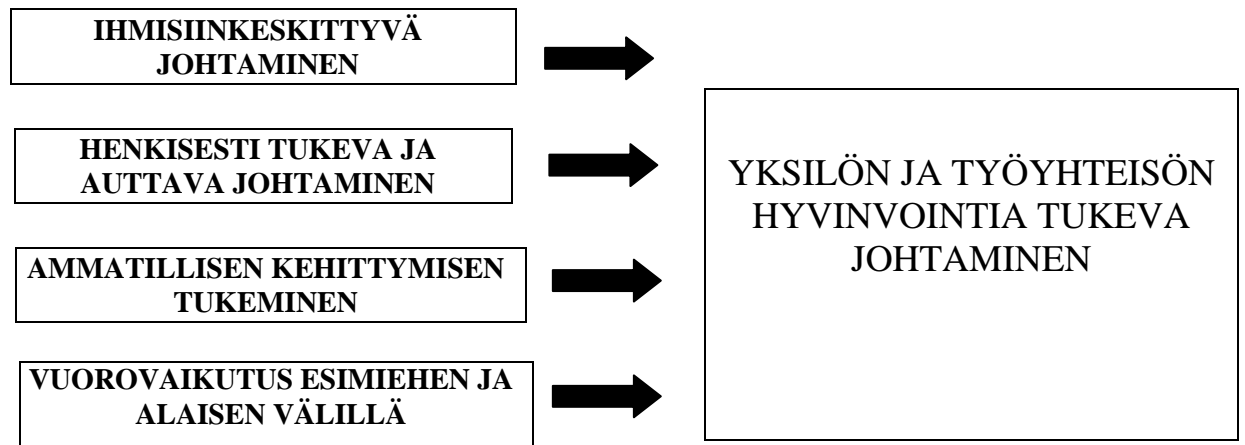 IHMISIINKESKITTYVÄ
JOHTAMINEN
HENKISESTI TUKEVA JA
AUTTAVA JOHTAMINEN
AMMATILLISEN KEHITTYMISEN
TUKEMINEN
VUOROVAIKUTUS ESIMIEHEN JA
ALAISEN VÄLILLÄ
YKSILÖN JA TYÖYHTEISÖN
HYVINVOINTIA TUKEVA
JOHTAMINEN